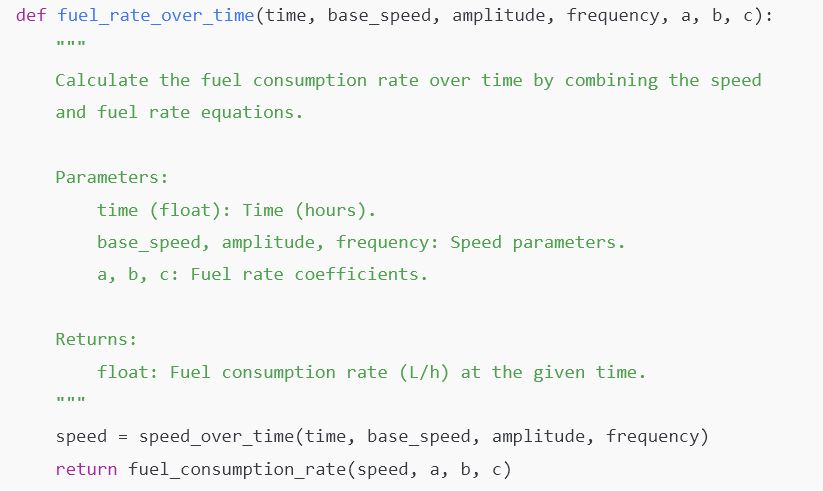 def fuel_rate_over_time(time, base_speed, amplitude, frequency, a, b, c):
    """
    Calculate the fuel consumption rate over time by combining the speed
    and fuel rate equations.

    Parameters:
        time (float): Time (hours).
        base_speed, amplitude, frequency: Speed parameters.
        a, b, c: Fuel rate coefficients.

    Returns:
        float: Fuel consumption rate (L/h) at the given time.
    """
    speed = speed_over_time(time, base_speed, amplitude, frequency)
    return fuel_consumption_rate(speed, a, b, c)